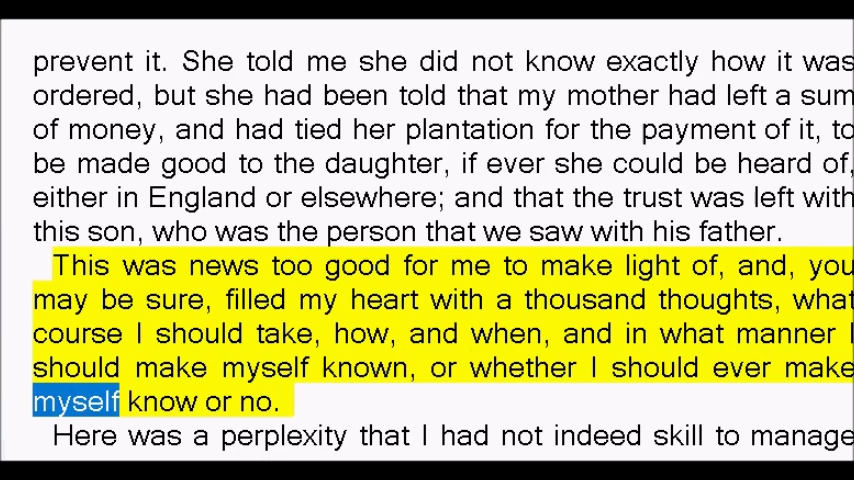 prevent it. She told me she did not know exactly how it was
ordered, but she had been told that my mother had left a sum
of money, and had tied her plantation for the payment of it, to
be made good to the daughter, if ever she could be heard of,
either in England or elsewhere; and that the trust was left with
this son, who was the person that we saw with his father.
This was news too good for me to make light of, and, you
may be sure, filled my heart with a thousand thoughts, what
course I should take, how, and when, and in what manner I
should make myself known, or whether I should ever make
myself know or no.
Here was a perplexity that I had not indeed skill to manage